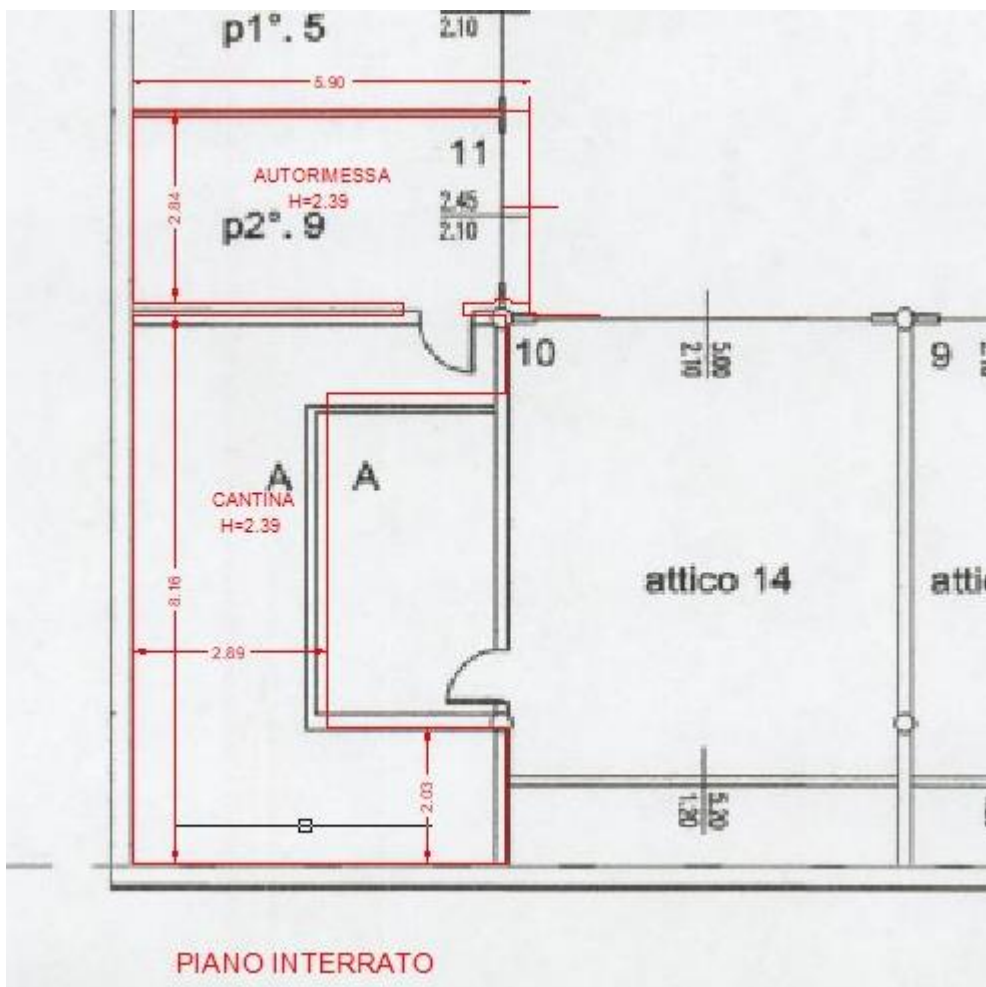 p1°. 5
2.10
5.90
11
AUTORIMESSA
H=2.39
2.84
2.45
2.10
p2°. 9
10
5.00
2.10
9
A
A
CANTINA
H=2.39
8.16
attico 14
atti
2.89
2.03
5.20
1.20
PIANO INTERRATO